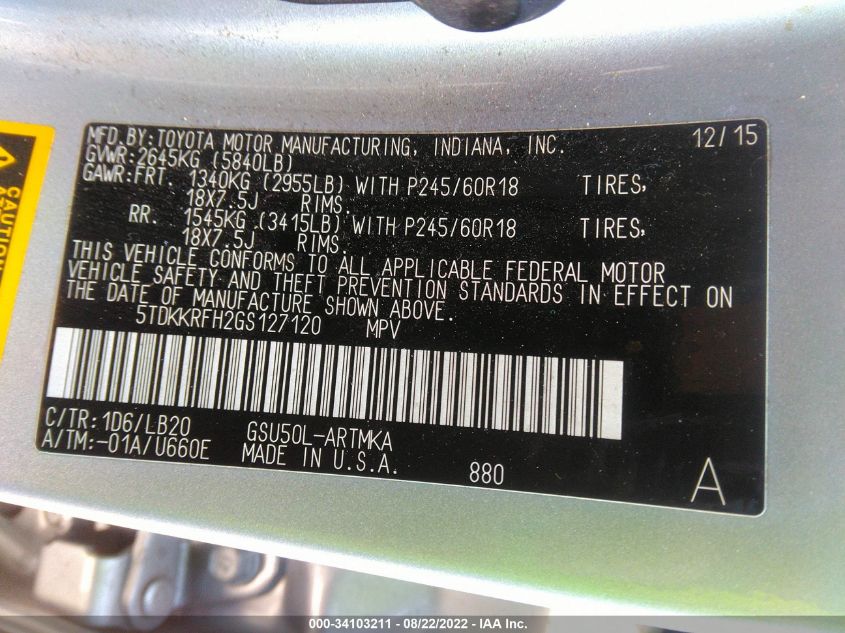 MFD.BY:TOYOTA MOTOR MANUFACTURING, INDIANA, INC. 12/15
GVWR:2645KG (5840LB)
GAWR:FRT. 1340KG (2955LB) WITH P245/60R18 TIRES,
18X7.5J RIMS,
RR. 1545KG (3415LB) WITH P245/60R18 TIRES,
18X7.5J RIMS,
THIS VEHICLE CONFORMS TO ALL APPLICABLE FEDERAL MOTOR
VEHICLE SAFETY AND THEFT PREVENTION STANDARDS IN EFFECT ON
THE DATE OF MANUFACTURE SHOWN ABOVE.
5TDKKRFH2GS127120 MPV
C/TR:1D6/LB20 GSU50L-ARTMKA
A/TM:-01A/U660E MADE IN U.S.A. 880 A
CAUTION
000-34103211 - 08/22/2022 - IAA Inc.